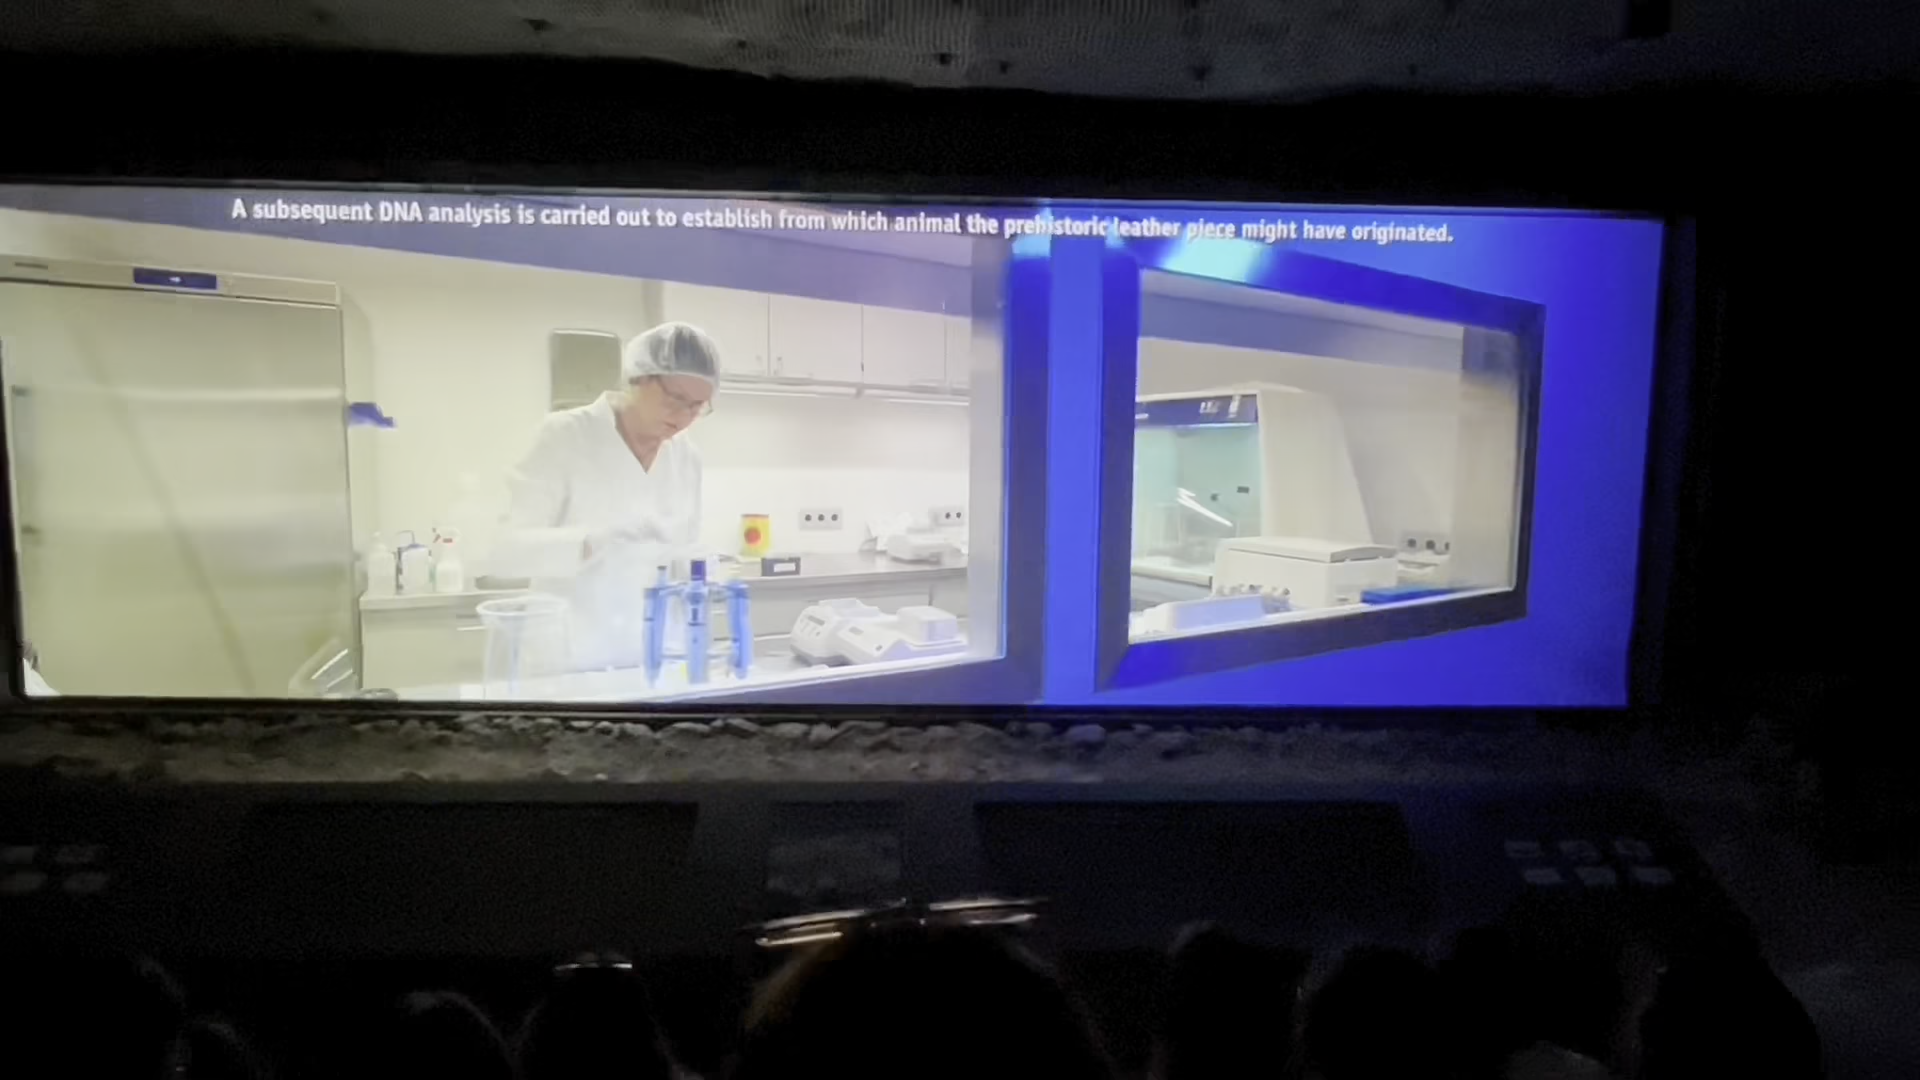 A subsequent DNA analysis is carried out to establish from which animal the prehistoric leather piece might have originated.